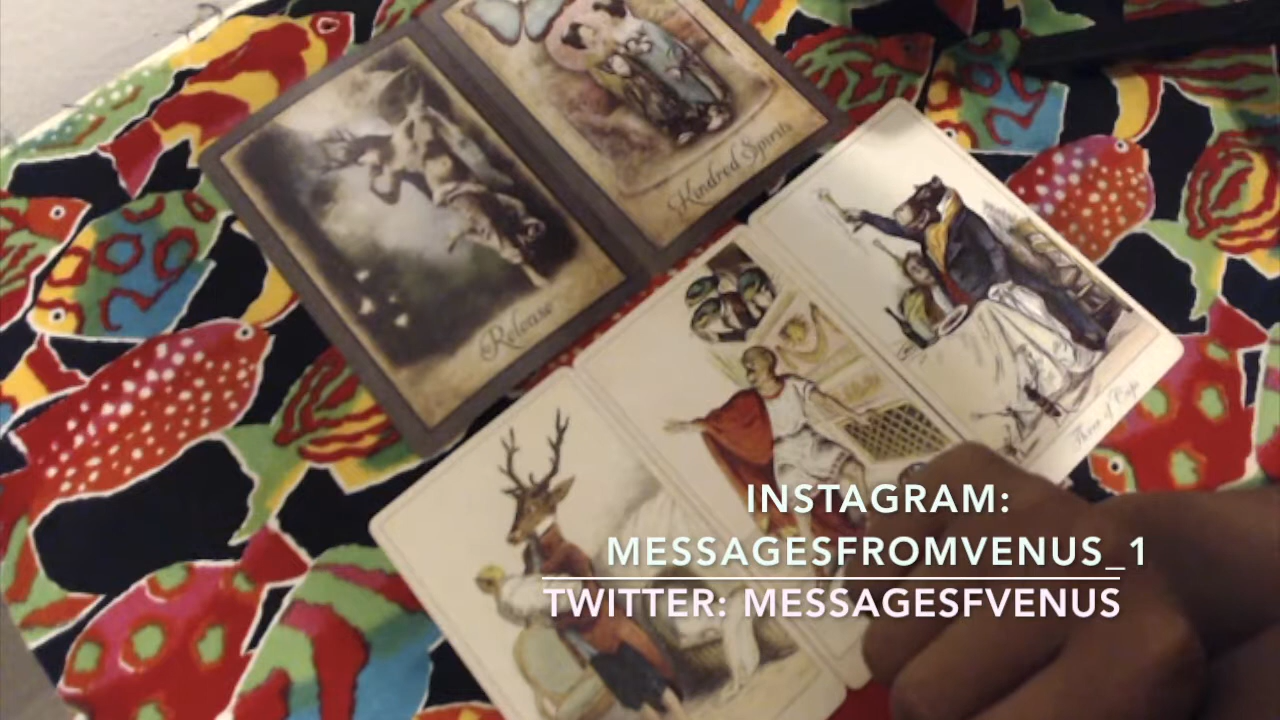 Kindred Spirits
Release
Three of Cups
INSTAGRAM:
MESSAGESFROMVENUS_1
TWITTER: MESSAGESFVENUS